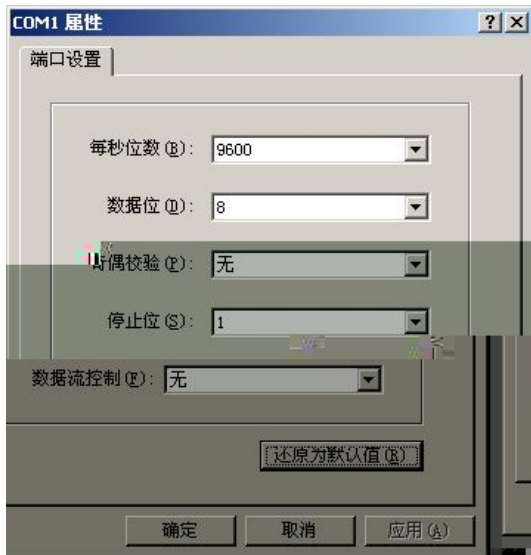 COM1 属性
端口设置
每秒位数(B): 9600
数据位(D): 8
奇偶校验(P): 无
停止位(S): 1
数据流控制(F): 无
还原为默认值(R)
确定 取消 应用(A)